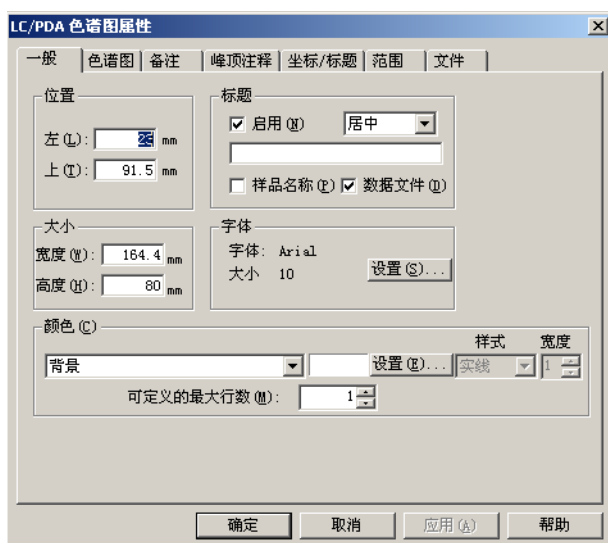 LC/PDA 色谱图属性
一般 色谱图 备注 峰顶注释 坐标/标题 范围 文件
位置
左(L): 26 mm
上(T): 91.5 mm
标题
启用(N) 居中
样品名称(P) 数据文件(D)
大小
宽度(W): 164.4 mm
高度(H): 80 mm
字体
字体: Arial
大小 10 设置(S)...
颜色(C)
样式 宽度
背景 设置(E)... 实线 1
可定义的最大行数(M): 1
确定 取消 应用(A) 帮助